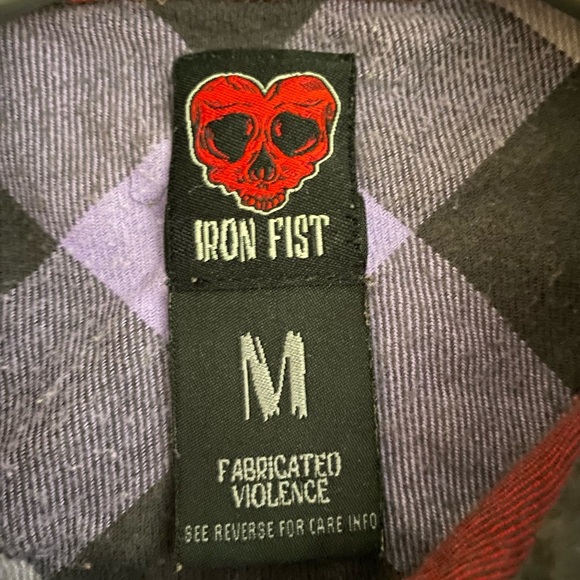 IRON FIST
M
FABRICATED
VIOLENCE
SEE REVERSE FOR CARE INFO